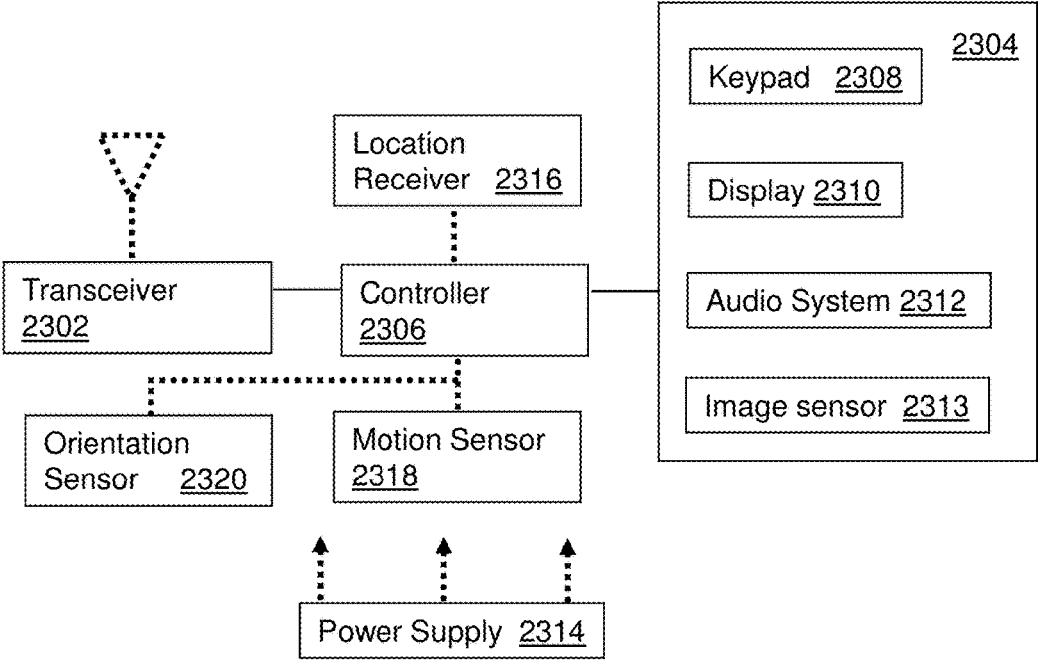 2304
Keypad 2308
Location
Receiver 2316
Display 2310
Transceiver
2302
Controller
2306
Audio System 2312
Image sensor 2313
Orientation
Sensor 2320
Motion Sensor
2318
Power Supply 2314